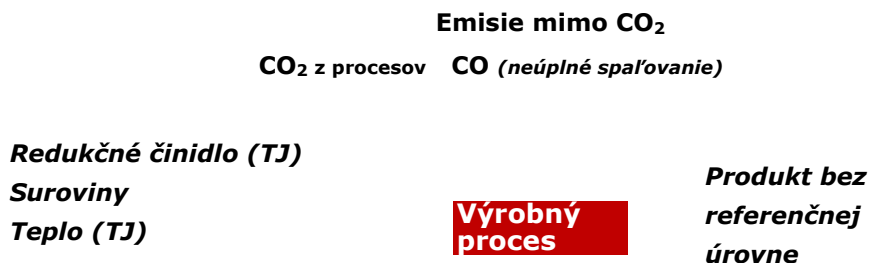 Emisie mimo CO₂
CO₂ z procesov CO (neúplné spaľovanie)
Redukčné činidlo (TJ)
Suroviny
Teplo (TJ)
Výrobný
proces
Produkt bez
referenčnej
úrovne